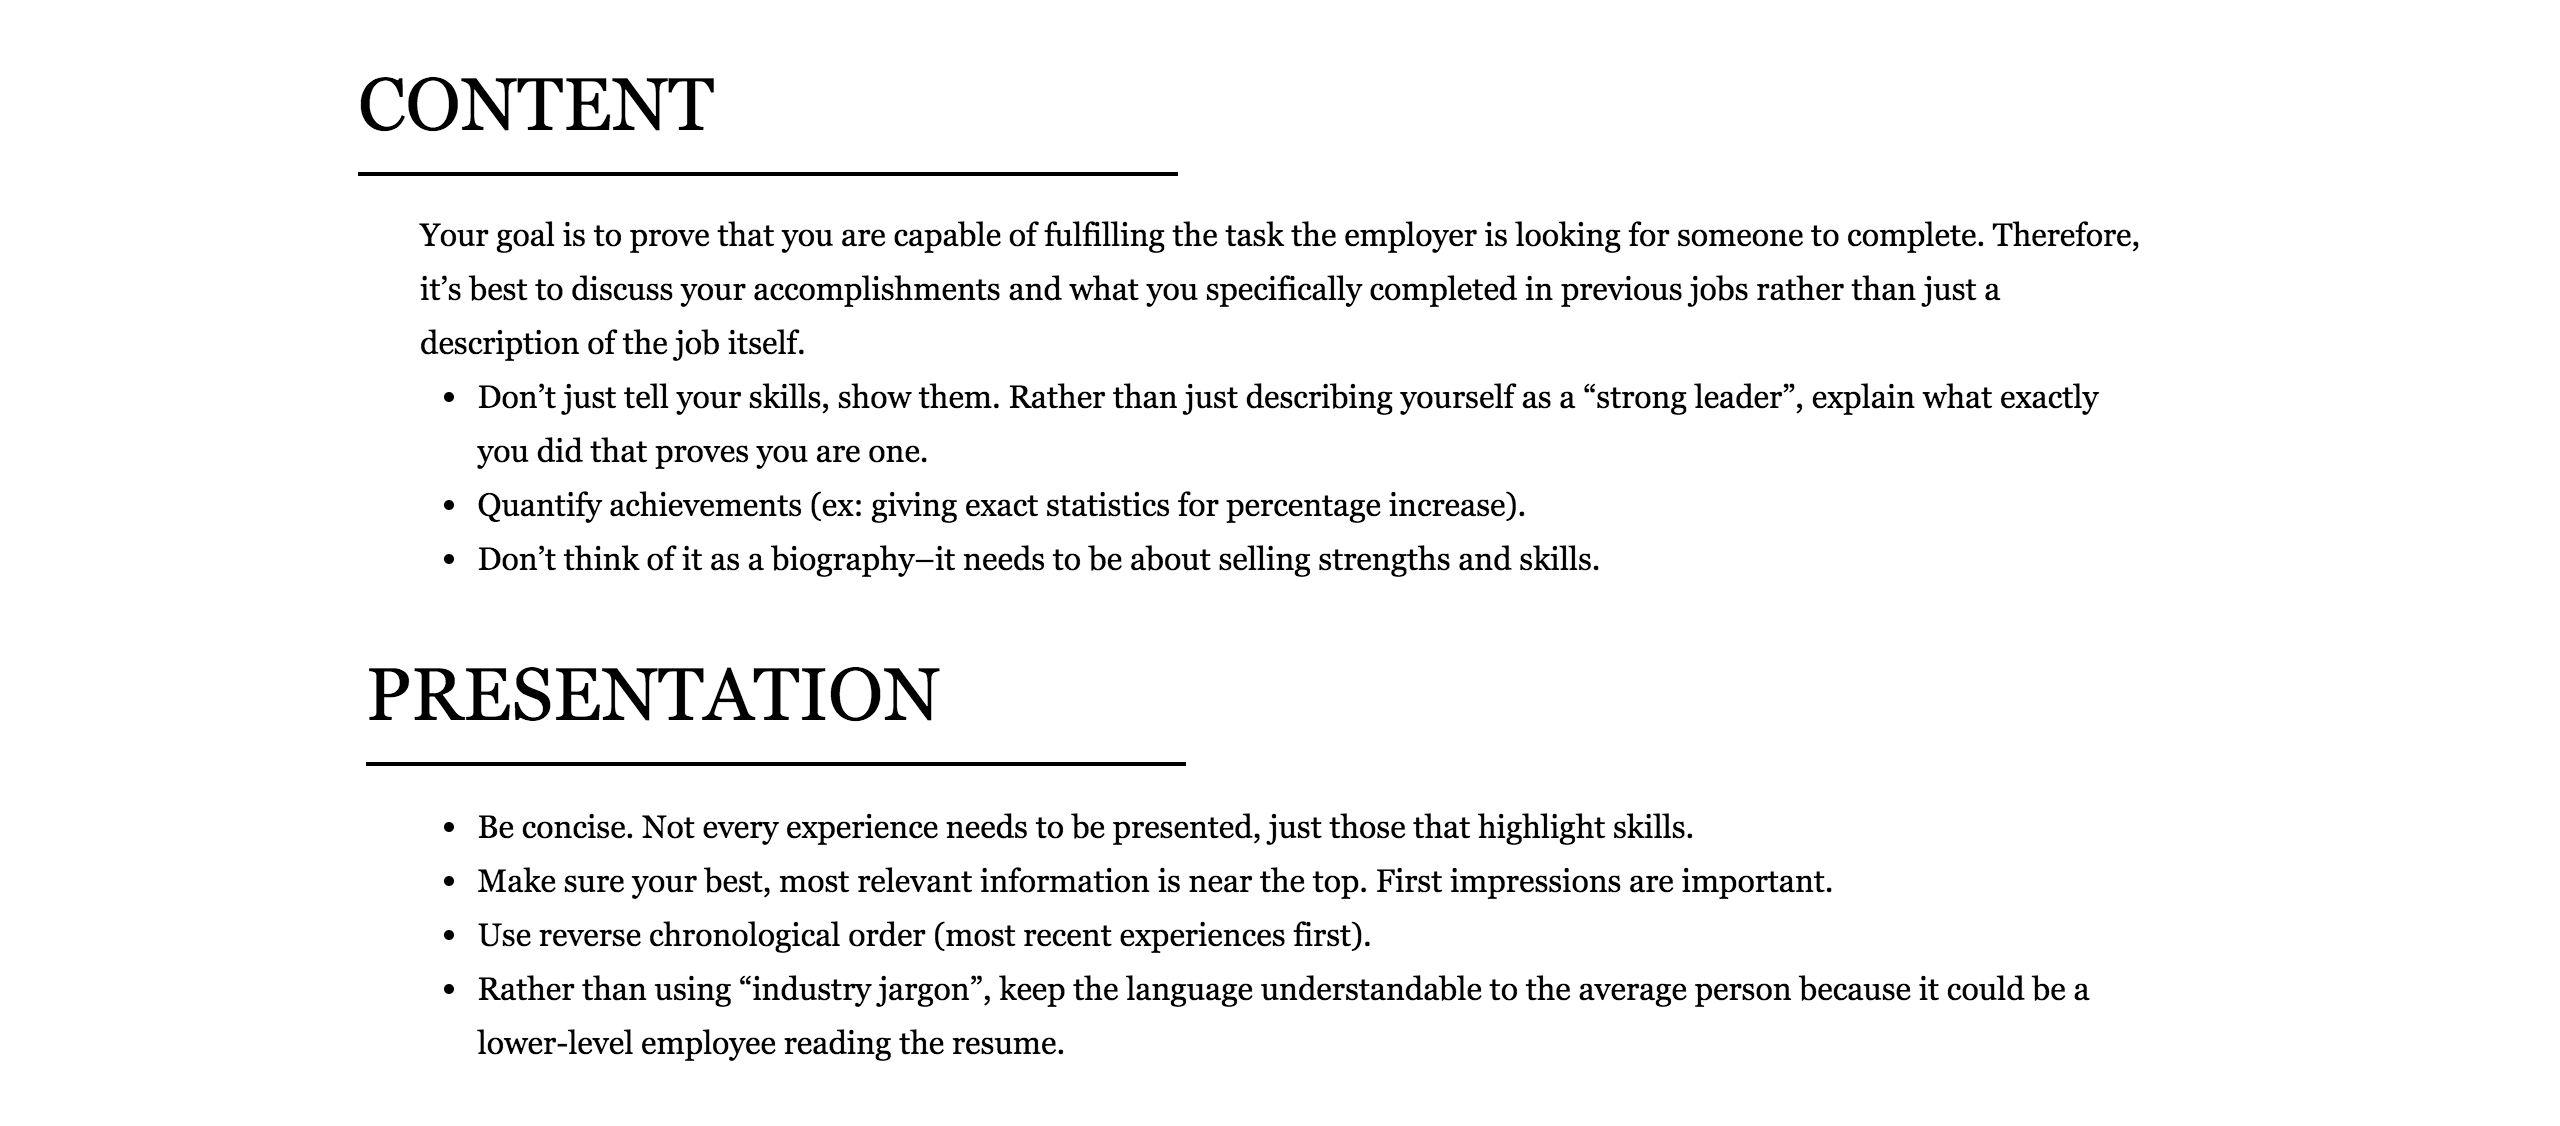 CONTENT
Your goal is to prove that you are capable of fulfilling the task the employer is looking for someone to complete. Therefore,
it’s best to discuss your accomplishments and what you specifically completed in previous jobs rather than just a
description of the job itself.
• Don’t just tell your skills, show them. Rather than just describing yourself as a “strong leader”, explain what exactly
you did that proves you are one.
• Quantify achievements (ex: giving exact statistics for percentage increase).
• Don’t think of it as a biography–it needs to be about selling strengths and skills.
PRESENTATION
• Be concise. Not every experience needs to be presented, just those that highlight skills.
• Make sure your best, most relevant information is near the top. First impressions are important.
• Use reverse chronological order (most recent experiences first).
• Rather than using “industry jargon”, keep the language understandable to the average person because it could be a
lower-level employee reading the resume.